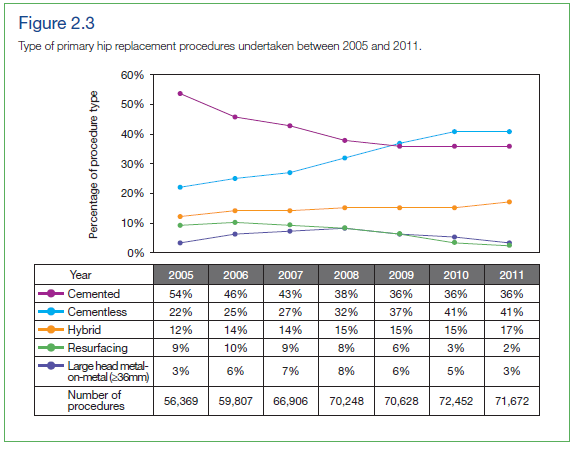 Figure 2.3
Type of primary hip replacement procedures undertaken between 2005 and 2011.
60%
50%
40%
30%
20%
10%
0%
Percentage of procedure type
Year 2005 2006 2007 2008 2009 2010 2011
Cemented 54% 46% 43% 38% 36% 36% 36%
Cementless 22% 25% 27% 32% 37% 41% 41%
Hybrid 12% 14% 14% 15% 15% 15% 17%
Resurfacing 9% 10% 9% 8% 6% 3% 2%
Large head metal-
on-metal (≥36mm) 3% 6% 7% 8% 6% 5% 3%
Number of
procedures 56,369 59,807 66,906 70,248 70,628 72,452 71,672